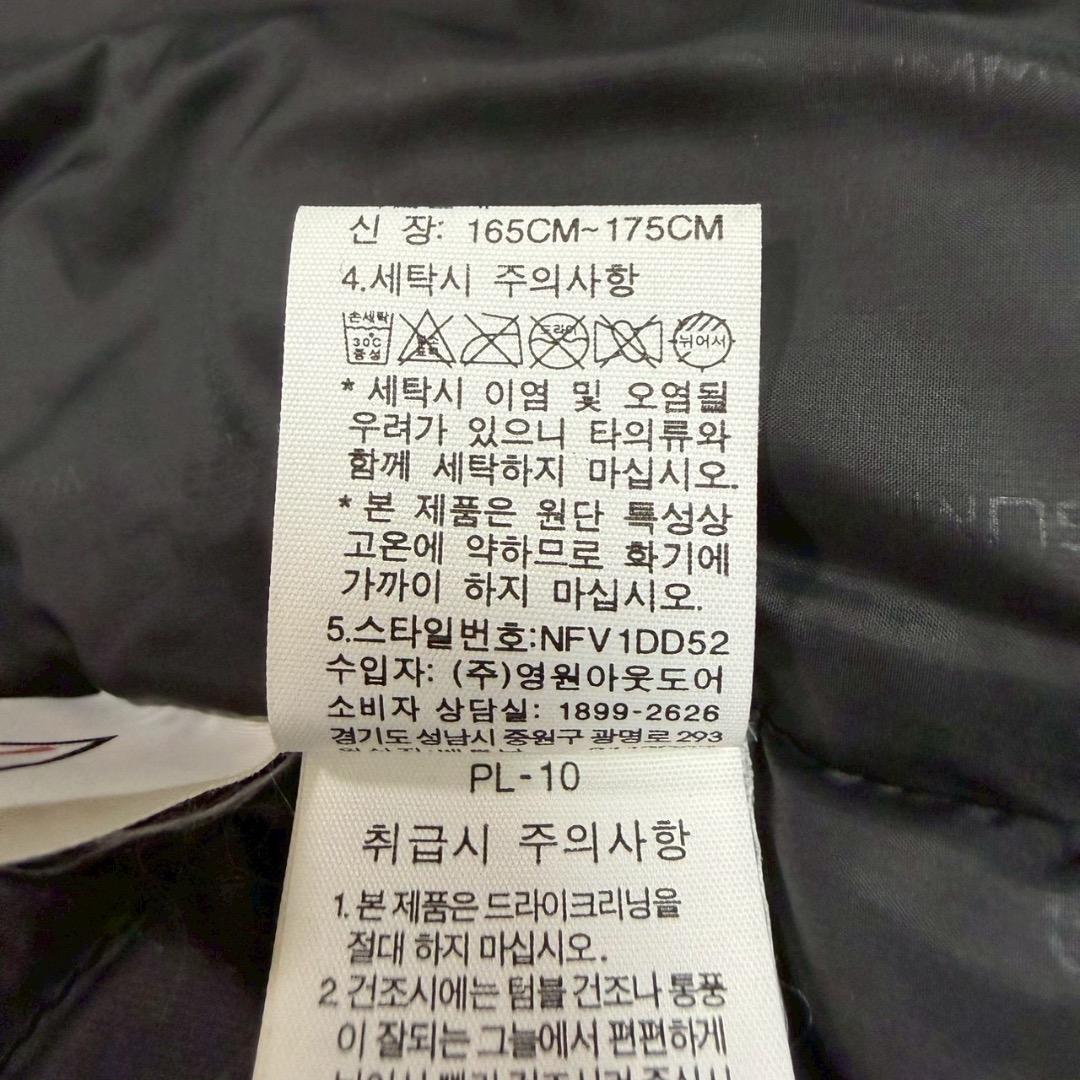 신 장: 165CM~175CM
4.세탁시 주의사항
손세탁
30℃
중성
드라이
뉘어서
* 세탁시 이염 및 오염될
우려가 있으니 타의류와
함께 세탁하지 마십시오.
* 본 제품은 원단 특성상
고온에 약하므로 화기에
가까이 하지 마십시오.
5.스타일번호:NFV1DD52
수입자: (주)영원아웃도어
소비자 상담실: 1899-2626
경기도 성남시 중원구 광명로 293
PL-10
취급시 주의사항
1. 본 제품은 드라이크리닝을
절대 하지 마십시오.
2. 건조시에는 텀블 건조나 통풍
이 잘되는 그늘에서 편편하게